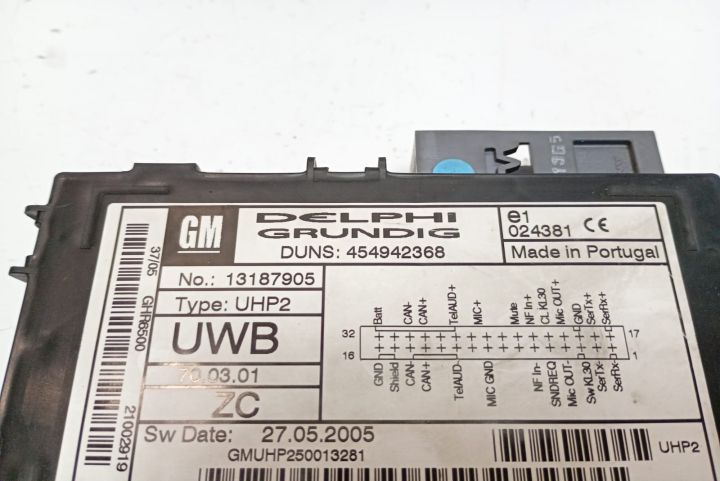 GM
DELPHI
GRUNDIG
DUNS: 454942368
e1
024381 CE
Made in Portugal
37/05
GHR6500
21002919
No.: 13187905
Type: UHP2
UWB
70.03.01
ZC
Batt CAN- CAN+ TelAUD+ MIC+ Mute NF In+ CL KL30 Mic OUT+ GND SerTx+ SerRx+
32 17
16 1
GND Shield CAN- CAN+ TelAUD- MIC GND NF In- SNDREQ Mic OUT- Sw KL30 SerTx- SerRx-
Sw Date: 27.05.2005
GMUHP250013281
UHP2